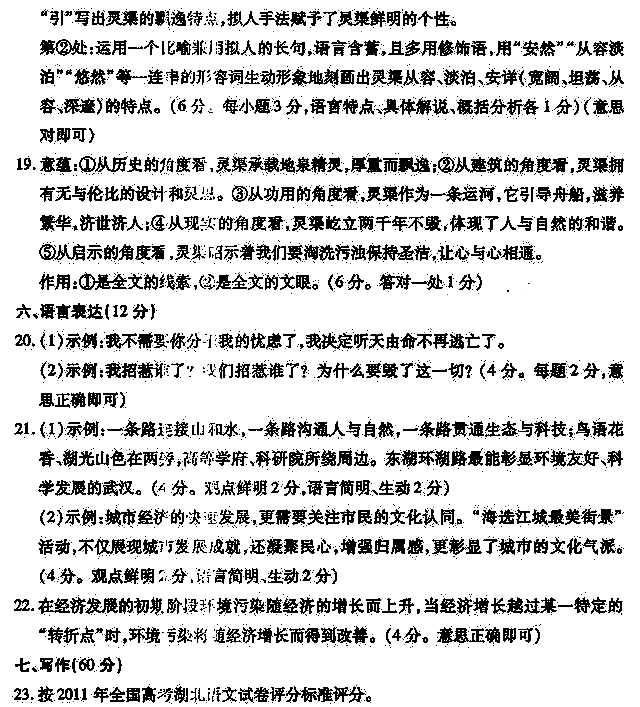 “引”写出灵渠的飘逸特点,拟人手法赋予了灵渠鲜明的个性。
第②处:运用一个比喻兼用拟人的长句,语言含蓄,且多用修饰语,用“安然”“从容淡
泊”“悠然”等一连串的形容词生动形象地刻画出灵渠从容、淡泊、安详(宽阔、坦荡、从
容、深邃)的特点。(6分。每小题3分,语言特点、具体解说、概括分析各1分)(意思
对即可)
19. 意蕴:①从历史的角度看,灵渠承载地泉精灵,厚重而飘逸;②从建筑的角度看,灵渠拥
有无与伦比的设计和灵思。③从功用的角度看,灵渠作为一条运河,它引导舟船,滋养
繁华,济世济人;④从现实的角度看,灵渠屹立两千年不毁,体现了人与自然的和谐。
⑤从启示的角度看,灵渠昭示着我们要淘洗污浊保持圣洁,让心与心相通。
作用:①是全文的线索,②是全文的文眼。(6分。答对一处1分)
六、语言表达(12分)
20. (1)示例:我不需要你分担我的忧虑了,我决定听天由命不再逃亡了。
(2)示例:我招惹谁了?我们招惹谁了?为什么要毁了这一切?(4分。每题2分,意
思正确即可)
21. (1)示例:一条路连接山和水,一条路沟通人与自然,一条路贯通生态与科技;鸟语花
香、湖光山色在两旁,高等学府、科研院所绕周边。东湖环湖路最能彰显环境友好、科
学发展的武汉。(4分。观点鲜明2分,语言简明、生动2分)
(2)示例:城市经济的快速发展,更需要关注市民的文化认同。“海选江城最美街景”
活动,不仅展现城市发展成就,还凝聚民心,增强归属感,更彰显了城市的文化气派。
(4分。观点鲜明2分,语言简明、生动2分)
22. 在经济发展的初期阶段环境污染随经济的增长而上升,当经济增长越过某一特定的
“转折点”时,环境污染将随经济增长而得到改善。(4分。意思正确即可)
七、写作(60分)
23. 按2011年全国高考湖北语文试卷评分标准评分。